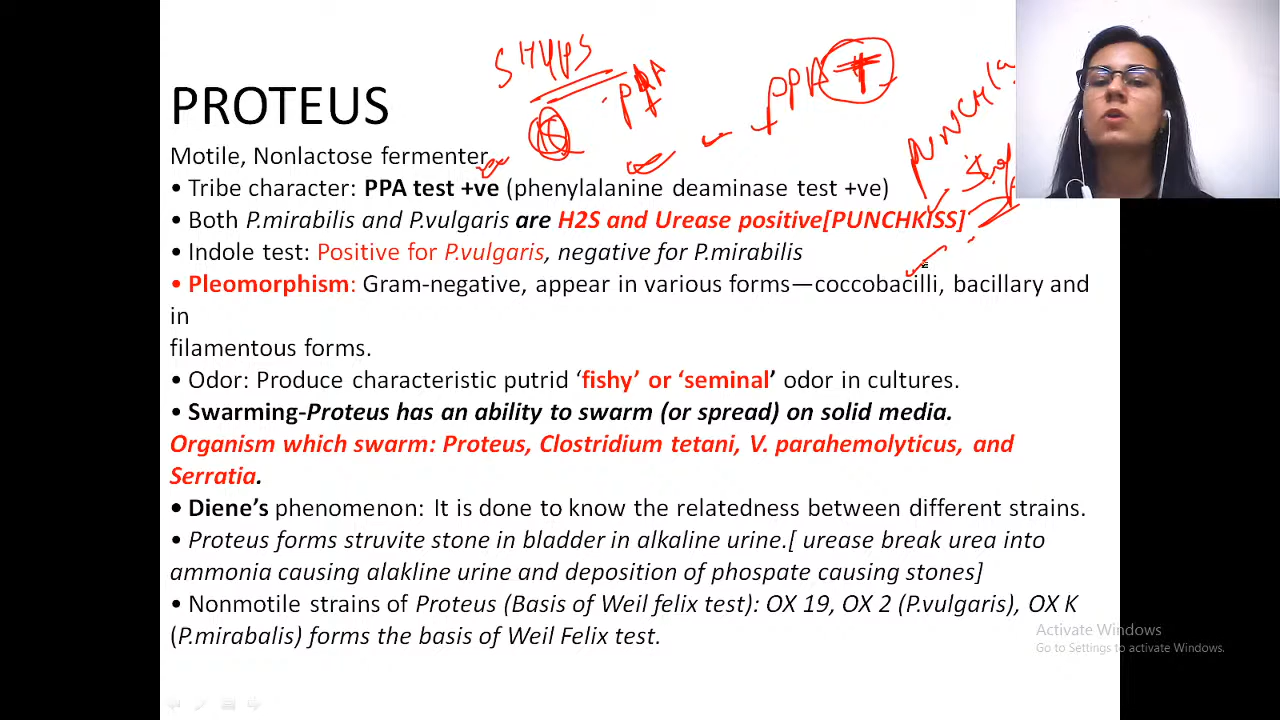 SHYPS
PPA +
PUNCHKI
PROTEUS
Motile, Nonlactose fermenter
• Tribe character: PPA test +ve (phenylalanine deaminase test +ve)
• Both P.mirabilis and P.vulgaris are H2S and Urease positive[PUNCHKISS]
• Indole test: Positive for P.vulgaris, negative for P.mirabilis
• Pleomorphism: Gram-negative, appear in various forms—coccobacilli, bacillary and
in
filamentous forms.
• Odor: Produce characteristic putrid ‘fishy’ or ‘seminal’ odor in cultures.
• Swarming-Proteus has an ability to swarm (or spread) on solid media.
Organism which swarm: Proteus, Clostridium tetani, V. parahemolyticus, and
Serratia.
• Diene’s phenomenon: It is done to know the relatedness between different strains.
• Proteus forms struvite stone in bladder in alkaline urine.[ urease break urea into
ammonia causing alakline urine and deposition of phospate causing stones]
• Nonmotile strains of Proteus (Basis of Weil felix test): OX 19, OX 2 (P.vulgaris), OX K
(P.mirabalis) forms the basis of Weil Felix test.
Activate Windows
Go to Settings to activate Windows.